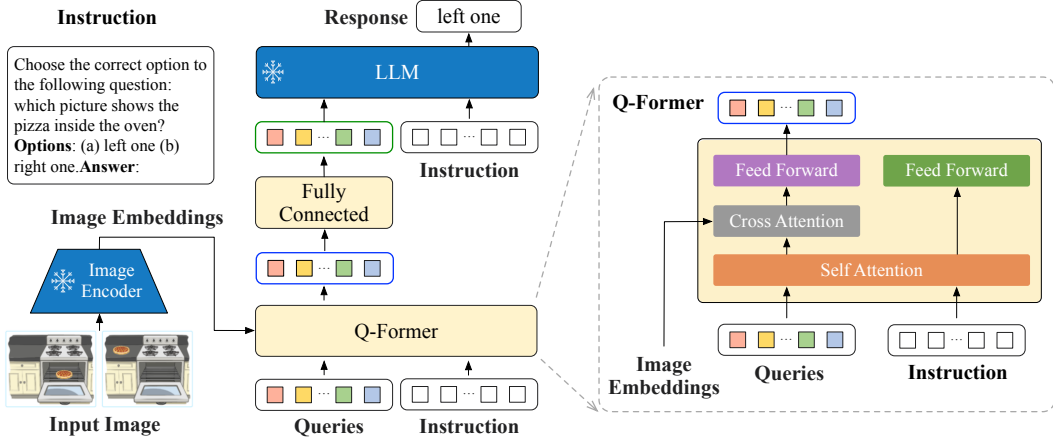 Instruction
Choose the correct option to
the following question:
which picture shows the
pizza inside the oven?
Options: (a) left one (b)
right one.Answer:
Image Embeddings
Image
Encoder
Input Image
Response
left one
LLM
...
...
Instruction
Fully
Connected
...
Q-Former
...
...
Queries
Instruction
Q-Former
...
Feed Forward
Feed Forward
Cross Attention
Self Attention
...
...
Image
Embeddings
Queries
Instruction